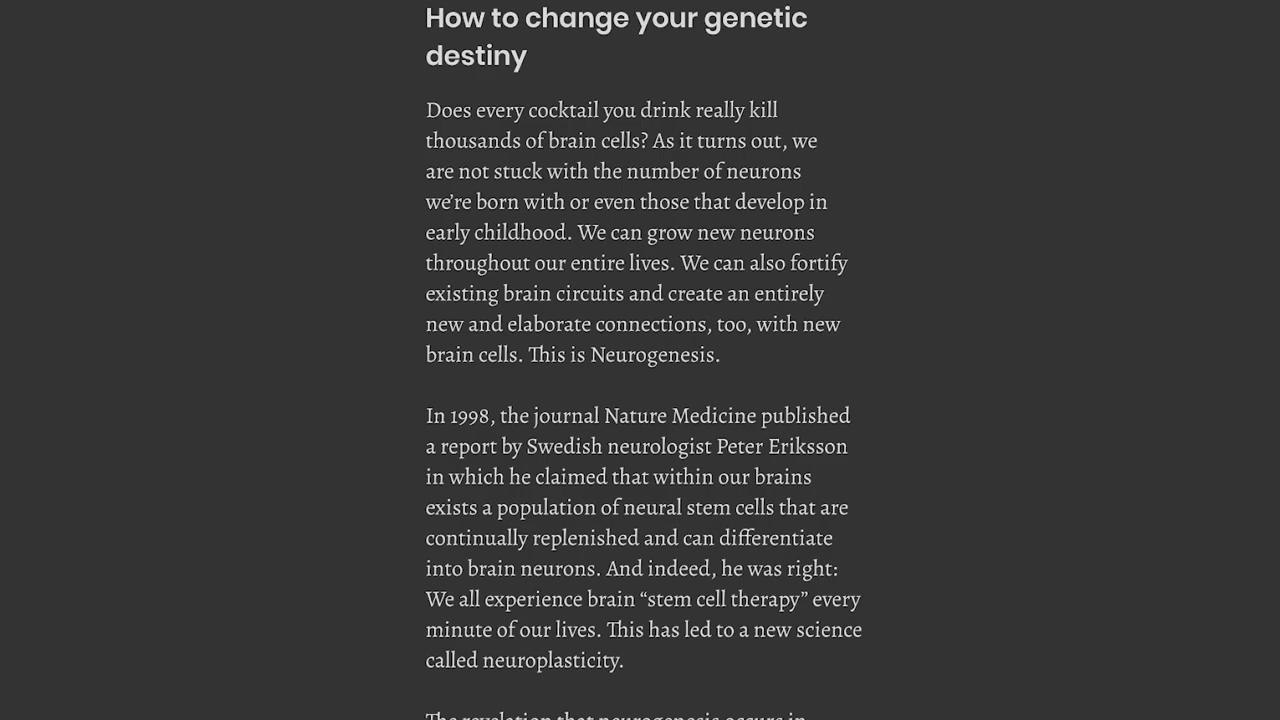 How to change your genetic
destiny
Does every cocktail you drink really kill
thousands of brain cells? As it turns out, we
are not stuck with the number of neurons
we’re born with or even those that develop in
early childhood. We can grow new neurons
throughout our entire lives. We can also fortify
existing brain circuits and create an entirely
new and elaborate connections, too, with new
brain cells. This is Neurogenesis.
In 1998, the journal Nature Medicine published
a report by Swedish neurologist Peter Eriksson
in which he claimed that within our brains
exists a population of neural stem cells that are
continually replenished and can differentiate
into brain neurons. And indeed, he was right:
We all experience brain “stem cell therapy” every
minute of our lives. This has led to a new science
called neuroplasticity.
The revelation that neurogenesis occurs in